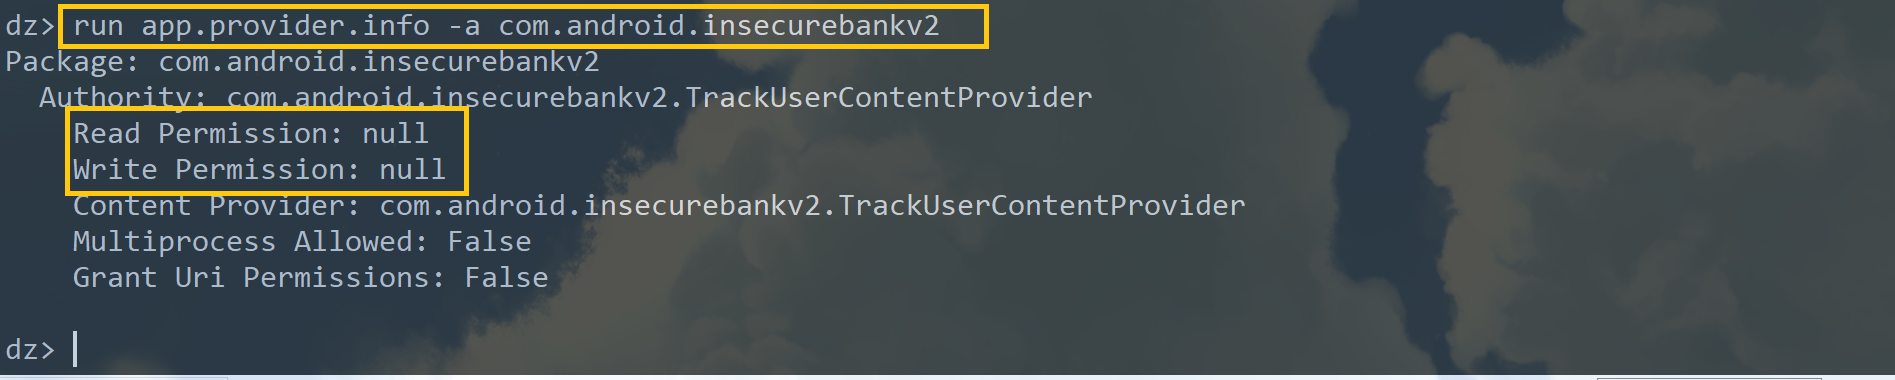 dz> run app.provider.info -a com.android.insecurebankv2
Package: com.android.insecurebankv2
Authority: com.android.insecurebankv2.TrackUserContentProvider
Read Permission: null
Write Permission: null
Content Provider: com.android.insecurebankv2.TrackUserContentProvider
Multiprocess Allowed: False
Grant Uri Permissions: False
dz>